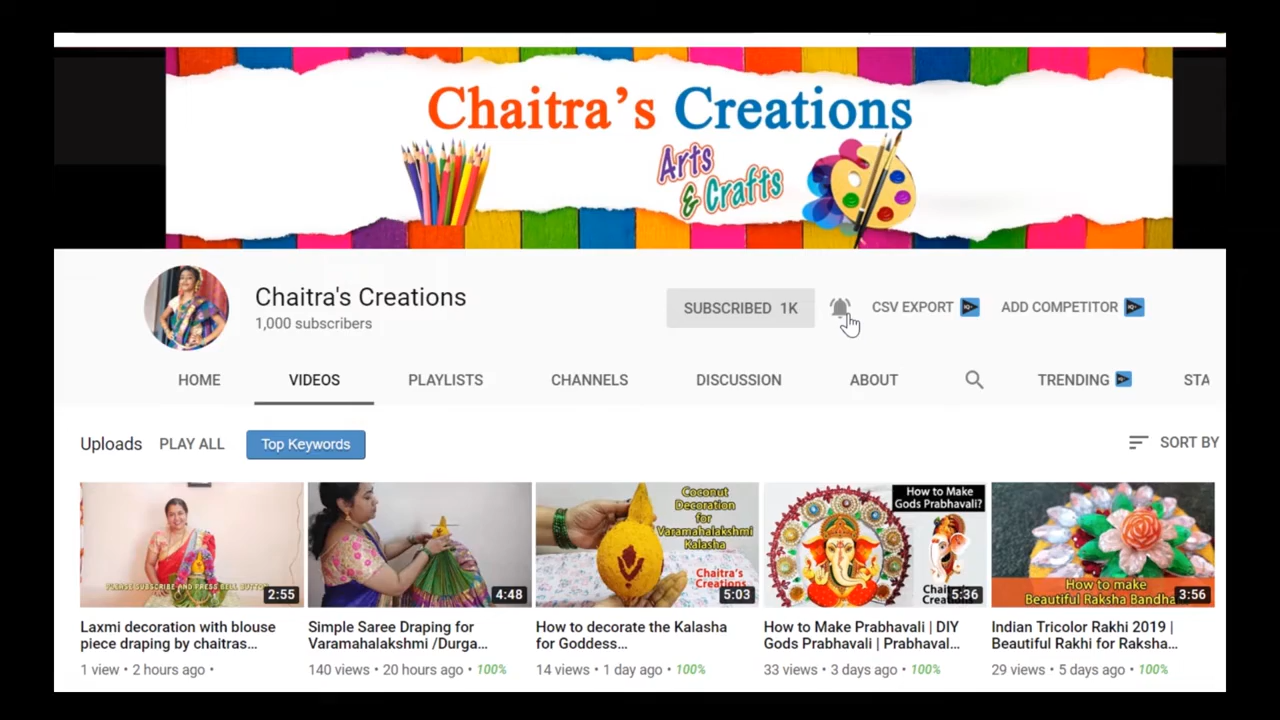 Chaitra's Creations
Arts
& Crafts
Chaitra's Creations
1,000 subscribers
SUBSCRIBED 1K
CSV EXPORT
ADD COMPETITOR
HOME
VIDEOS
PLAYLISTS
CHANNELS
DISCUSSION
ABOUT
TRENDING
STA
Uploads
PLAY ALL
Top Keywords
SORT BY
PLEASE SUBSCRIBE AND PRESS BELL BUTTON
2:55
4:48
Coconut
Decoration
for
Varamahalakshmi
Kalasha
Chaitra's
Creations
5:03
How to Make
Gods Prabhavali?
5:36
How to make
Beautiful Raksha Bandha
3:56
Laxmi decoration with blouse
piece draping by chaitras...
1 view • 2 hours ago •
Simple Saree Draping for
Varamahalakshmi /Durga...
140 views • 20 hours ago • 100%
How to decorate the Kalasha
for Goddess...
14 views • 1 day ago • 100%
How to Make Prabhavali | DIY
Gods Prabhavali | Prabhaval...
33 views • 3 days ago • 100%
Indian Tricolor Rakhi 2019 |
Beautiful Rakhi for Raksha...
29 views • 5 days ago • 100%